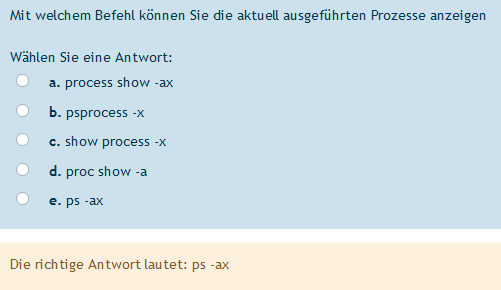 Mit welchem Befehl können Sie die aktuell ausgeführten Prozesse anzeigen
Wählen Sie eine Antwort:
a. process show -ax
b. psprocess -x
c. show process -x
d. proc show -a
e. ps -ax
Die richtige Antwort lautet: ps -ax